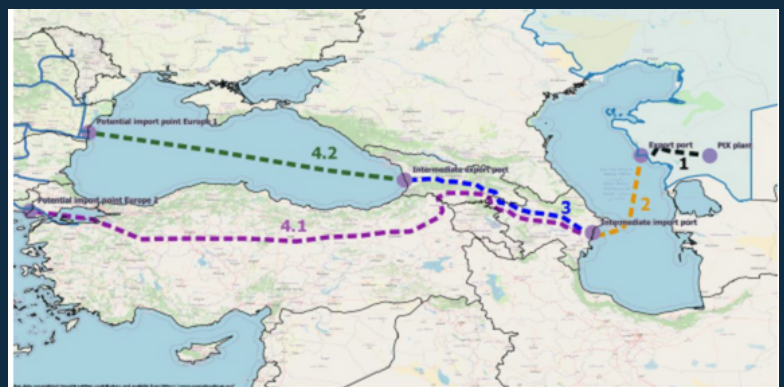 Potential import point Europe 1
4.2
Export port
PtX plant
1
Intermediate export port
Potential import point Europe 2
4.1
3
2
Intermediate import port